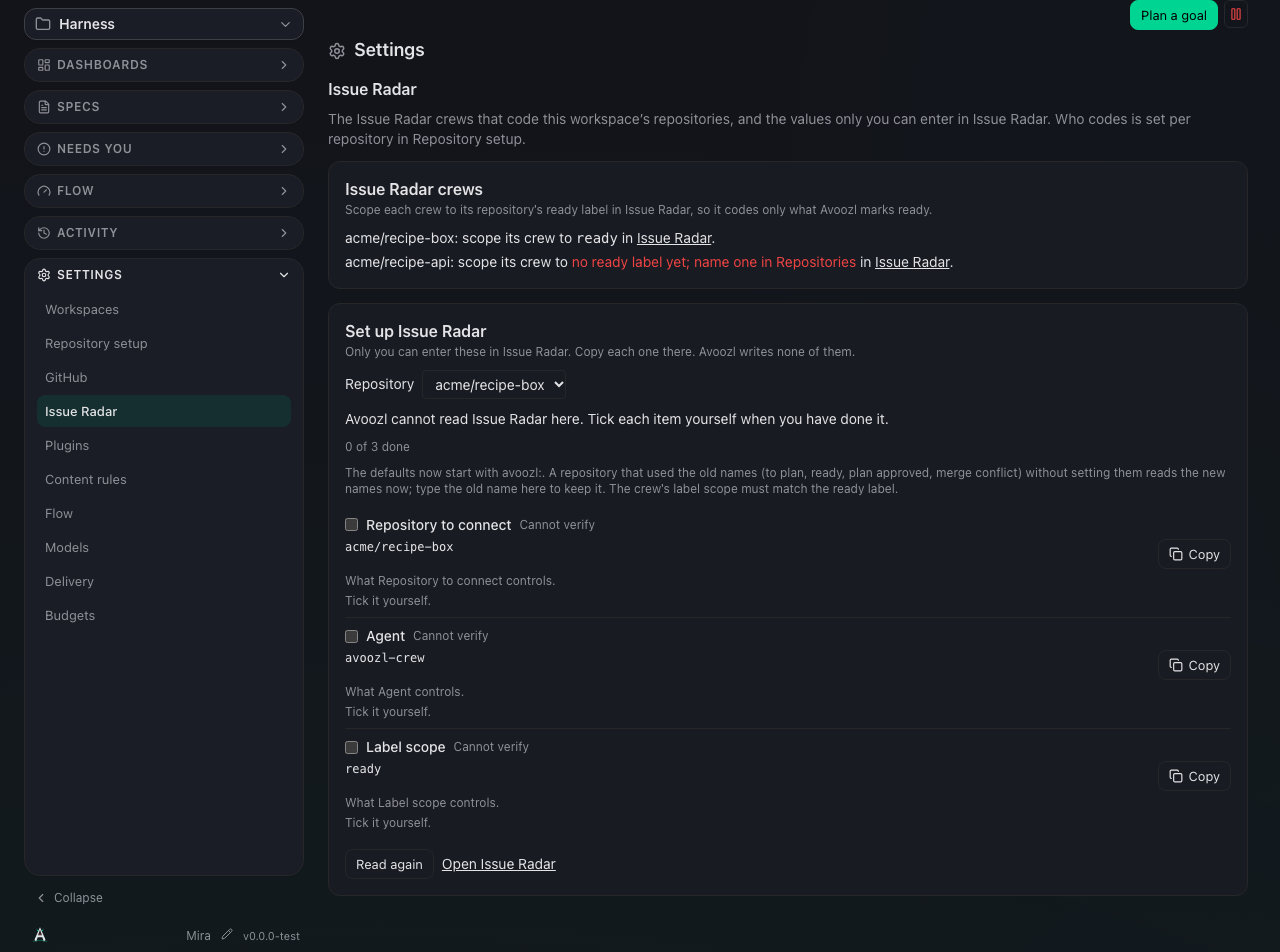 Harness
DASHBOARDS
SPECS
NEEDS YOU
FLOW
ACTIVITY
SETTINGS
Workspaces
Repository setup
GitHub
Issue Radar
Plugins
Content rules
Flow
Models
Delivery
Budgets
Collapse
Mira
v0.0.0-test
Plan a goal
Settings
Issue Radar
The Issue Radar crews that code this workspace's repositories, and the values only you can enter in Issue Radar. Who codes is set per
repository in Repository setup.
Issue Radar crews
Scope each crew to its repository's ready label in Issue Radar, so it codes only what Avoozl marks ready.
acme/recipe-box: scope its crew to ready in Issue Radar.
acme/recipe-api: scope its crew to no ready label yet; name one in Repositories in Issue Radar.
Set up Issue Radar
Only you can enter these in Issue Radar. Copy each one there. Avoozl writes none of them.
Repository acme/recipe-box
Avoozl cannot read Issue Radar here. Tick each item yourself when you have done it.
0 of 3 done
The defaults now start with avoozl:. A repository that used the old names (to plan, ready, plan approved, merge conflict) without setting them reads the new
names now; type the old name here to keep it. The crew's label scope must match the ready label.
Repository to connect Cannot verify
acme/recipe-box
Copy
What Repository to connect controls.
Tick it yourself.
Agent Cannot verify
avoozl-crew
Copy
What Agent controls.
Tick it yourself.
Label scope Cannot verify
ready
Copy
What Label scope controls.
Tick it yourself.
Read again Open Issue Radar